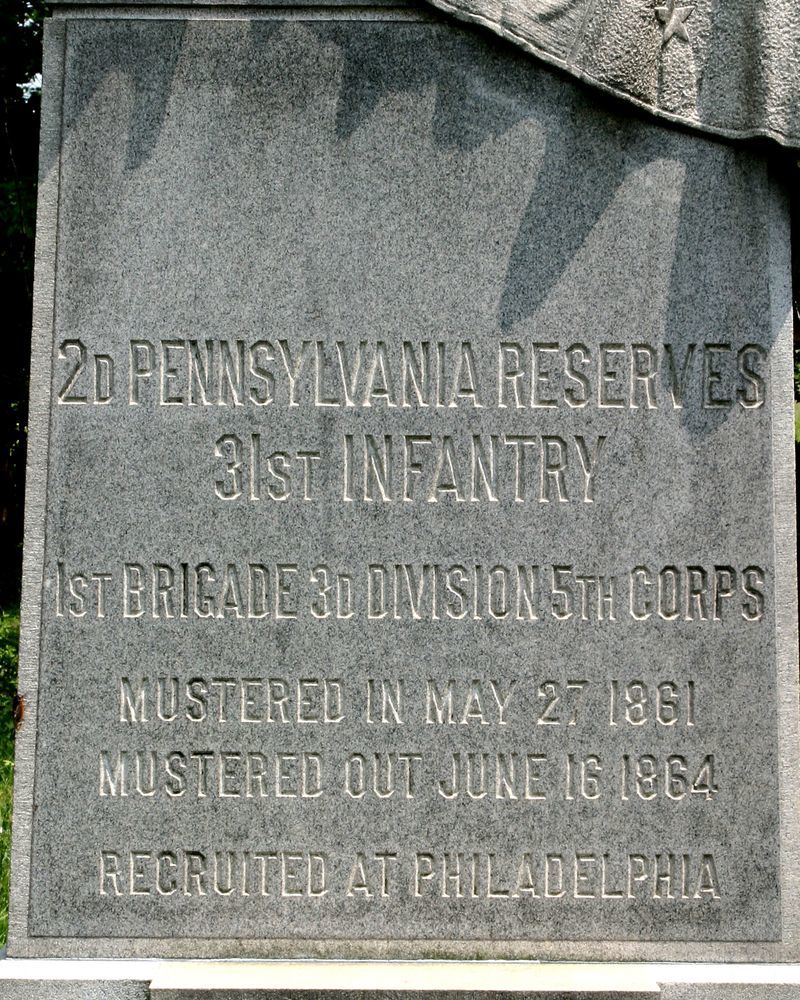 2D PENNSYLVANIA RESERVES
31ST INFANTRY
1ST BRIGADE 3D DIVISION 5TH CORPS
MUSTERED IN MAY 27 1861
MUSTERED OUT JUNE 16 1864
RECRUITED AT PHILADELPHIA